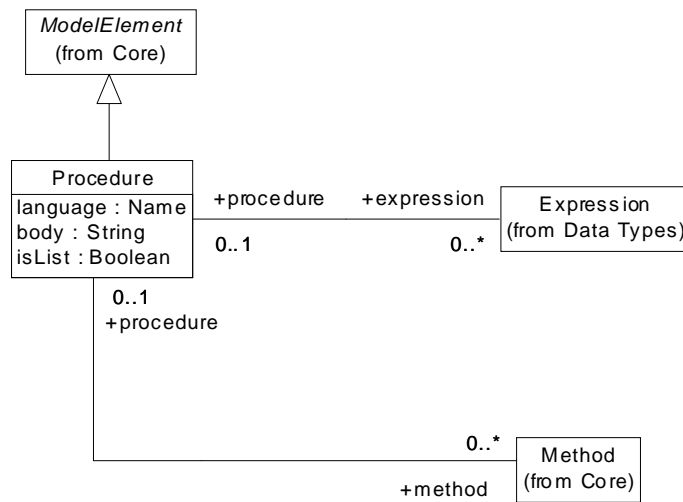 ModelElement
(from Core)
Procedure
language : Name
body : String
isList : Boolean
+procedure
+expression
0..1
0..*
Expression
(from Data Types)
0..1
+procedure
0..*
+method
Method
(from Core)